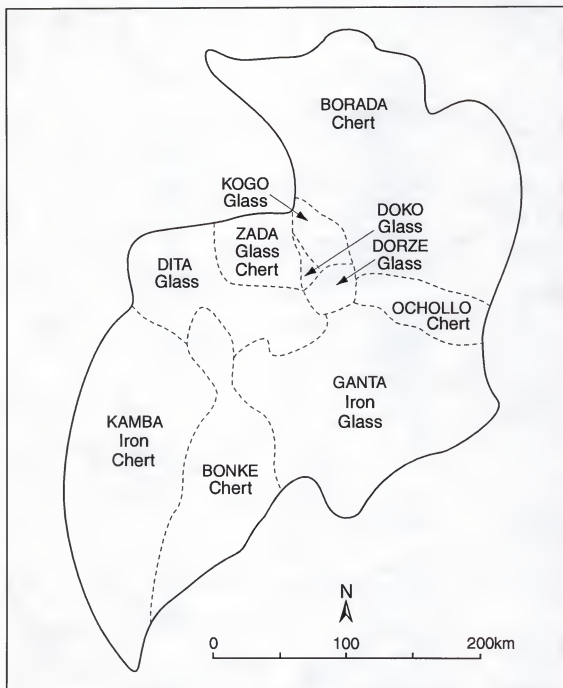 BORADA
Chert
KOGO
Glass
DOKO
Glass
ZADA
Glass
Chert
DORZE
Glass
DITA
Glass
OCHOLLO
Chert
GANTA
Iron
Glass
KAMBA
Iron
Chert
BONKE
Chert
N
0 100 200km